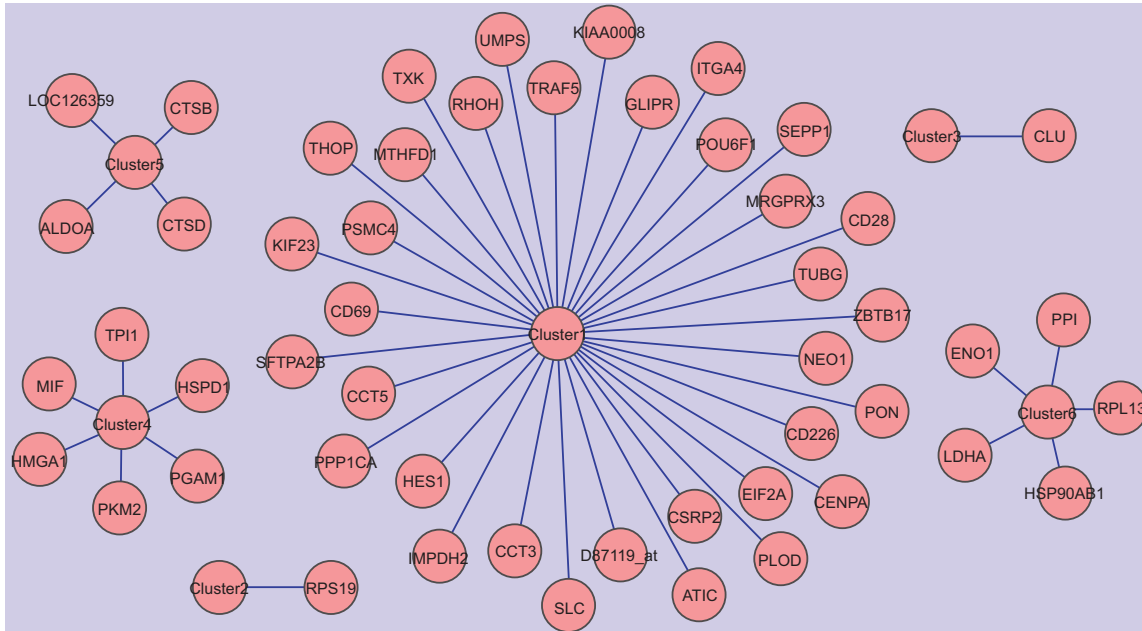 KIAA0008
UMPS
ITGA4
TXK
TRAF5
RHOH
GLIPR
LOC126359
CTSB
SEPP1
Cluster3
CLU
THOP
MTHFD1
POU6F1
Cluster5
MRGPRX3
CD28
ALDOA
CTSD
PSMC4
KIF23
TUBG
CD69
ZBTB17
PPI
TPI1
Cluster1
SFTPA2B
NEO1
ENO1
MIF
HSPD1
CCT5
PON
Cluster6
RPL13
Cluster4
CD226
HMGA1
PPP1CA
LDHA
PGAM1
HES1
EIF2A
CENPA
HSP90AB1
PKM2
CSRP2
IMPDH2
CCT3
D87119_at
PLOD
Cluster2
RPS19
ATIC
SLC